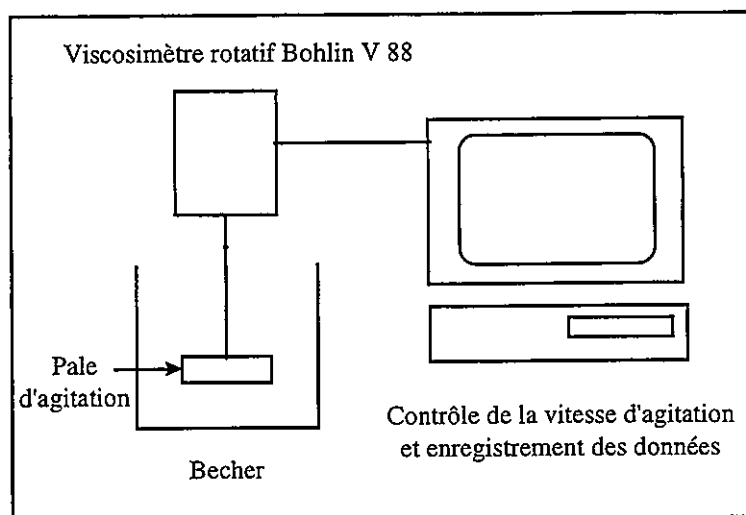 Viscosimètre rotatif Bohlin V 88
Pale
d'agitation
Becher
Contrôle de la vitesse d'agitation
et enregistrement des données